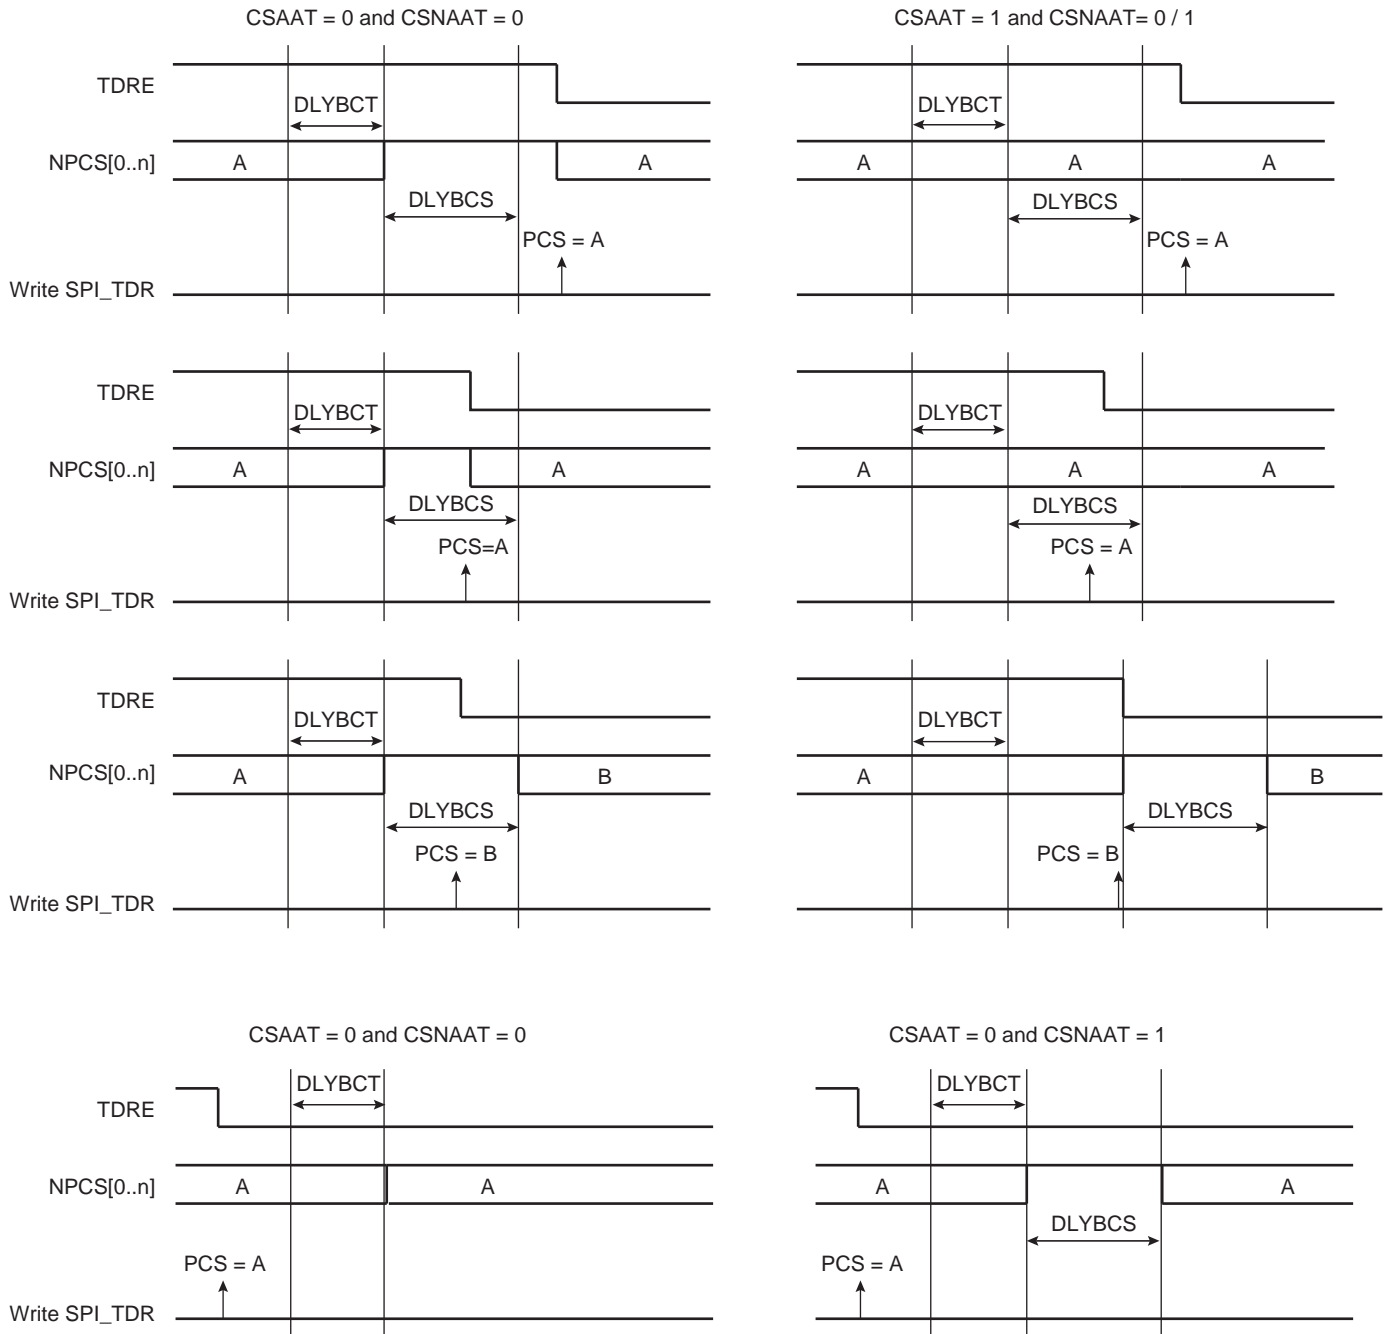 CSAAT = 0 and CSNAAT = 0
CSAAT = 1 and CSNAAT= 0 / 1
TDRE
DLYBCT
DLYBCT
NPCS[0..n]
A
A
A
A
A
DLYBCS
DLYBCS
PCS = A
PCS = A
Write SPI_TDR
TDRE
DLYBCT
DLYBCT
NPCS[0..n]
A
A
A
A
A
DLYBCS
DLYBCS
PCS=A
PCS = A
Write SPI_TDR
TDRE
DLYBCT
DLYBCT
NPCS[0..n]
A
B
A
B
DLYBCS
DLYBCS
PCS = B
PCS = B
Write SPI_TDR
CSAAT = 0 and CSNAAT = 0
CSAAT = 0 and CSNAAT = 1
DLYBCT
DLYBCT
TDRE
NPCS[0..n]
A
A
A
A
DLYBCS
PCS = A
PCS = A
Write SPI_TDR